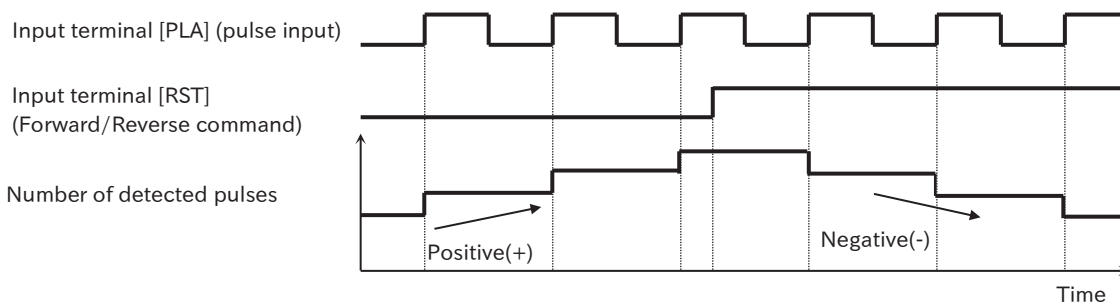 Input terminal [PLA] (pulse input)
Input terminal [RST]
(Forward/Reverse command)
Number of detected pulses
Positive(+)
Negative(-)
Time